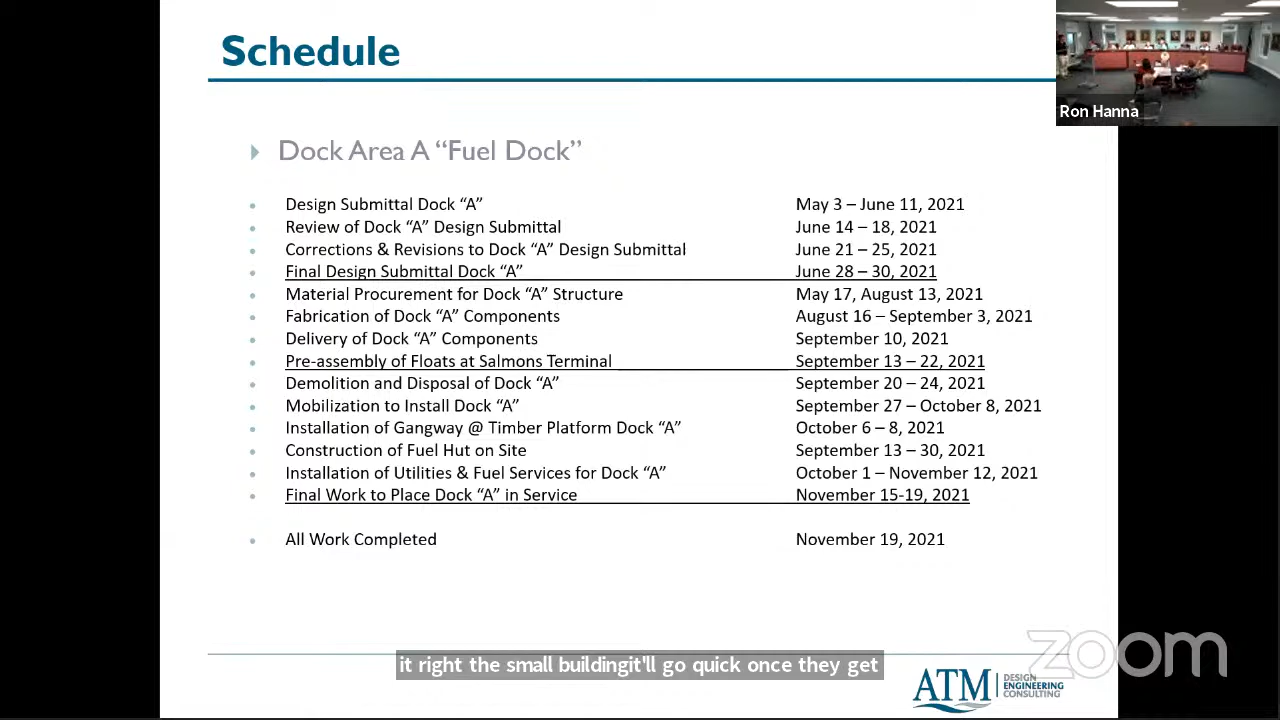 Schedule
Ron Hanna
Dock Area A “Fuel Dock”
Design Submittal Dock “A” May 3 – June 11, 2021
Review of Dock “A” Design Submittal June 14 – 18, 2021
Corrections & Revisions to Dock “A” Design Submittal June 21 – 25, 2021
Final Design Submittal Dock “A” June 28 – 30, 2021
Material Procurement for Dock “A” Structure May 17, August 13, 2021
Fabrication of Dock “A” Components August 16 – September 3, 2021
Delivery of Dock “A” Components September 10, 2021
Pre-assembly of Floats at Salmons Terminal September 13 – 22, 2021
Demolition and Disposal of Dock “A” September 20 – 24, 2021
Mobilization to Install Dock “A” September 27 – October 8, 2021
Installation of Gangway @ Timber Platform Dock “A” October 6 – 8, 2021
Construction of Fuel Hut on Site September 13 – 30, 2021
Installation of Utilities & Fuel Services for Dock “A” October 1 – November 12, 2021
Final Work to Place Dock “A” in Service November 15-19, 2021
All Work Completed November 19, 2021
zoom
it right the small buildingit'll go quick once they get
ATM DESIGN
ENGINEERING
CONSULTING